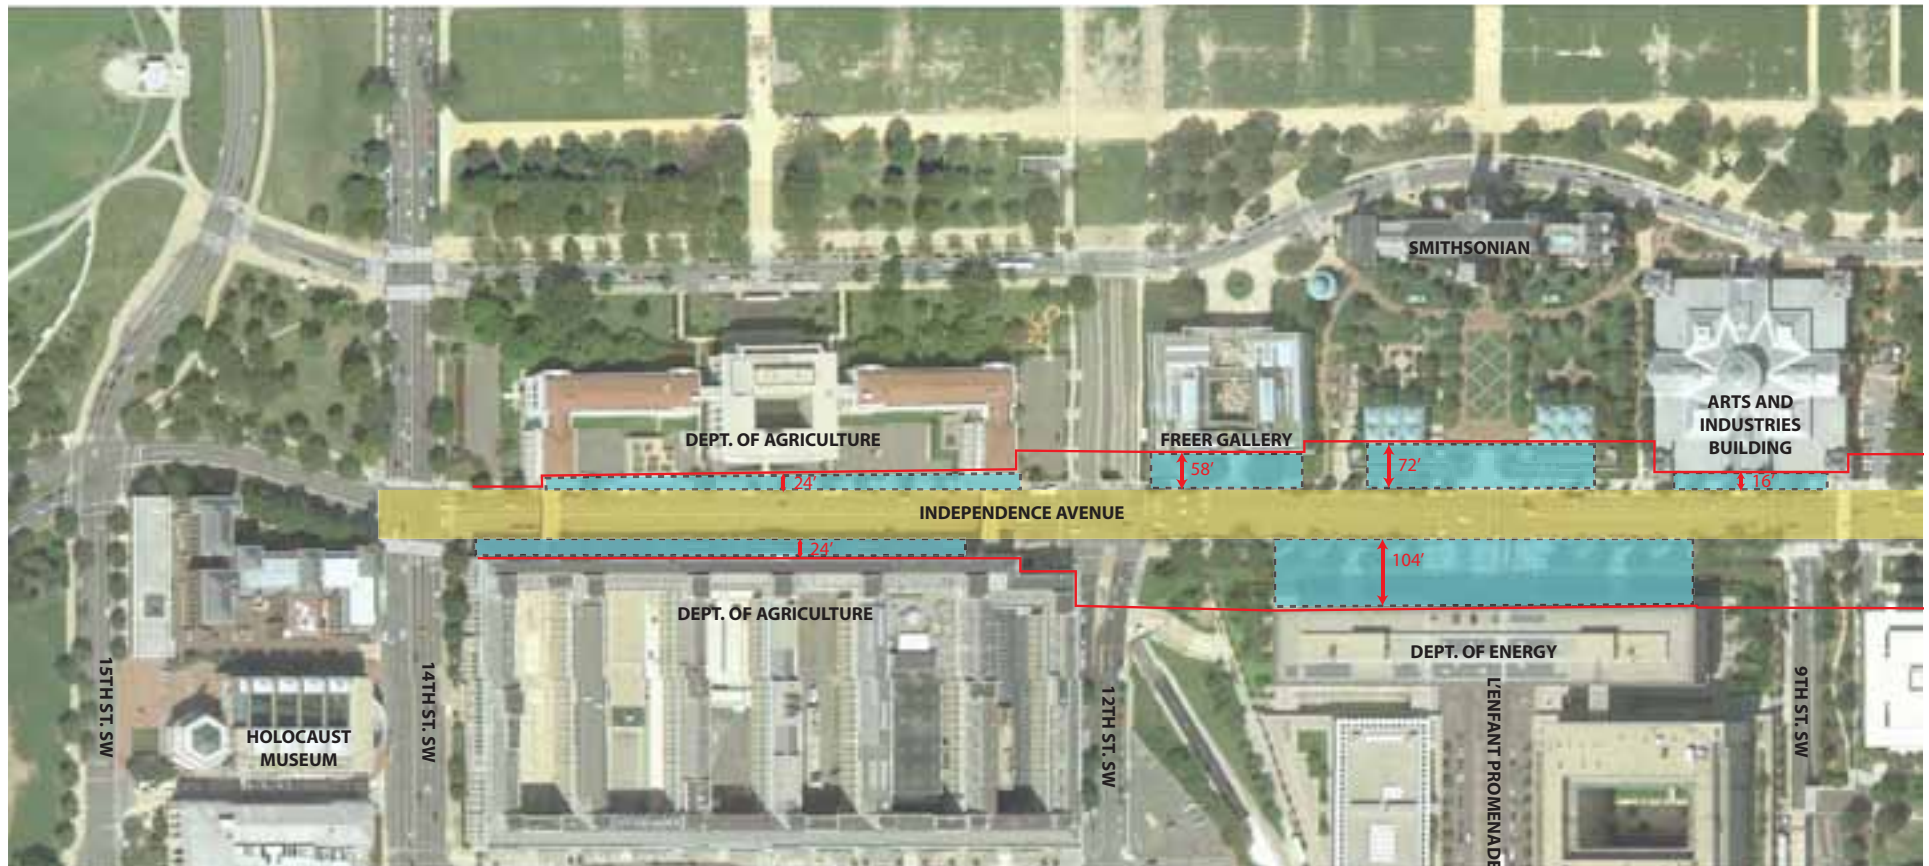 SMITHSONIAN
ARTS AND
INDUSTRIES
BUILDING
DEPT. OF AGRICULTURE
FREER GALLERY
58’
72’
24’
16’
INDEPENDENCE AVENUE
24’
104’
DEPT. OF AGRICULTURE
DEPT. OF ENERGY
15TH ST. SW
14TH ST. SW
12TH ST. SW
L’ENFANT PROMENADE
9TH ST. SW
HOLOCAUST
MUSEUM